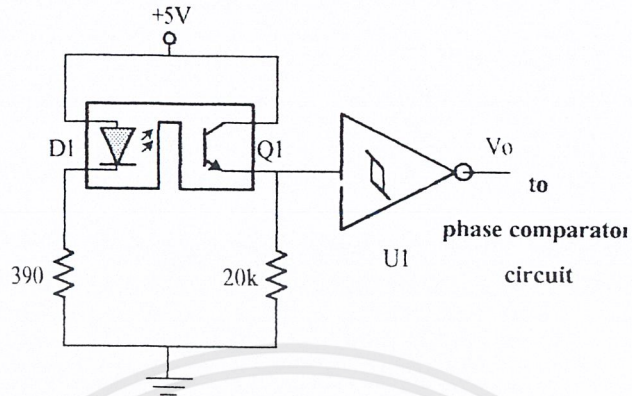 +5V
D1
Q1
Vo
to
phase comparator
U1
circuit
390
20k